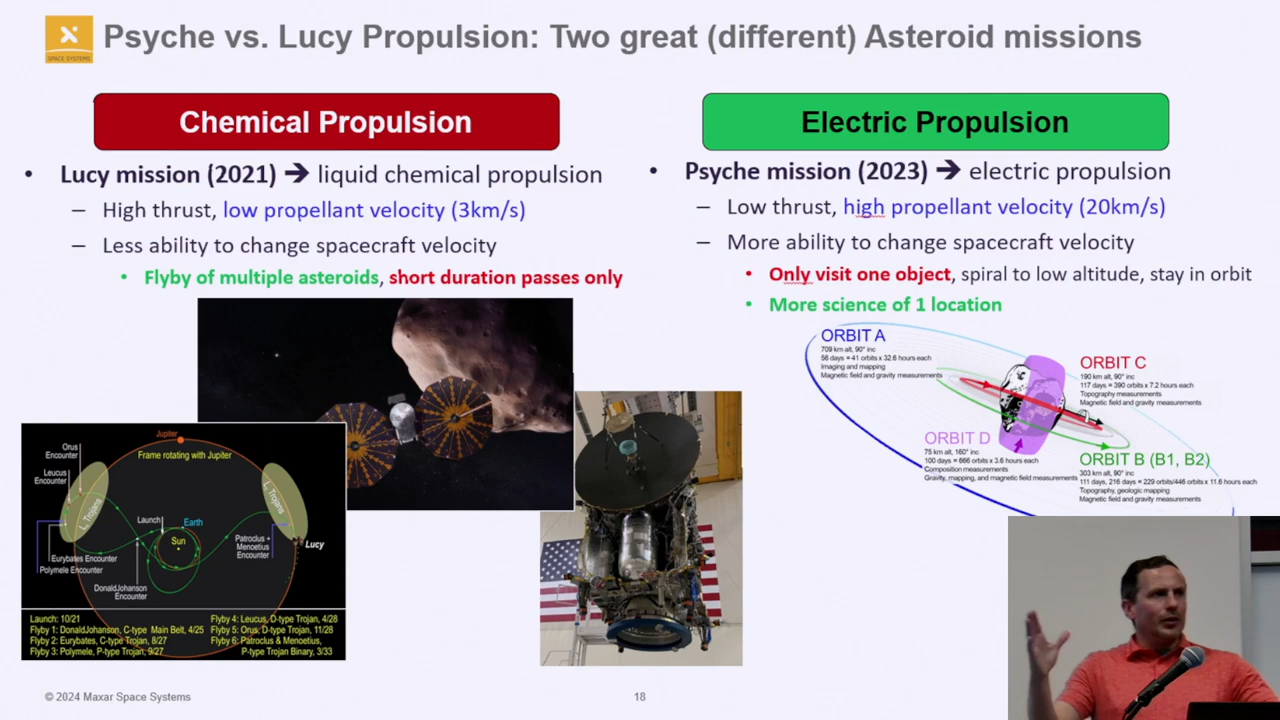 SPACE SYSTEMS
Psyche vs. Lucy Propulsion: Two great (different) Asteroid missions
Chemical Propulsion
• Lucy mission (2021) ➔ liquid chemical propulsion
– High thrust, low propellant velocity (3km/s)
– Less ability to change spacecraft velocity
• Flyby of multiple asteroids, short duration passes only
Jupiter
Frame rotating with Jupiter
Orus
Encounter
Leucus
Encounter
L₄ Trojans
L₅ Trojans
Launch
Earth
Sun
Patroclus +
Menoetius
Encounter
Lucy
Eurybates Encounter
Polymele Encounter
DonaldJohanson
Encounter
Launch: 10/21
Flyby 1: DonaldJohanson, C-type Main Belt, 4/25
Flyby 2: Eurybates, C-type Trojan, 8/27
Flyby 3: Polymele, P-type Trojan, 9/27
Flyby 4: Leucus, D-type Trojan, 4/28
Flyby 5: Orus, D-type Trojan, 11/28
Flyby 6: Patroclus & Menoetius,
P-type Trojan Binary, 3/33
Electric Propulsion
• Psyche mission (2023) ➔ electric propulsion
– Low thrust, high propellant velocity (20km/s)
– More ability to change spacecraft velocity
• Only visit one object, spiral to low altitude, stay in orbit
• More science of 1 location
ORBIT A
709 km alt, 90° inc
56 days = 41 orbits x 32.6 hours each
Imaging and mapping
Magnetic field and gravity measurements
ORBIT C
190 km alt, 90° inc
117 days = 390 orbits x 7.2 hours each
Topography measurements
Magnetic field and gravity measurements
ORBIT D
75 km alt, 160° inc
100 days = 666 orbits x 3.6 hours each
Composition measurements
Gravity, mapping, and magnetic field measurements
ORBIT B (B1, B2)
303 km alt, 90° inc
111 days, 216 days = 229 orbits/446 orbits x 11.6 hours each
Topography, geologic mapping
Magnetic field and gravity measurements
© 2024 Maxar Space Systems
18